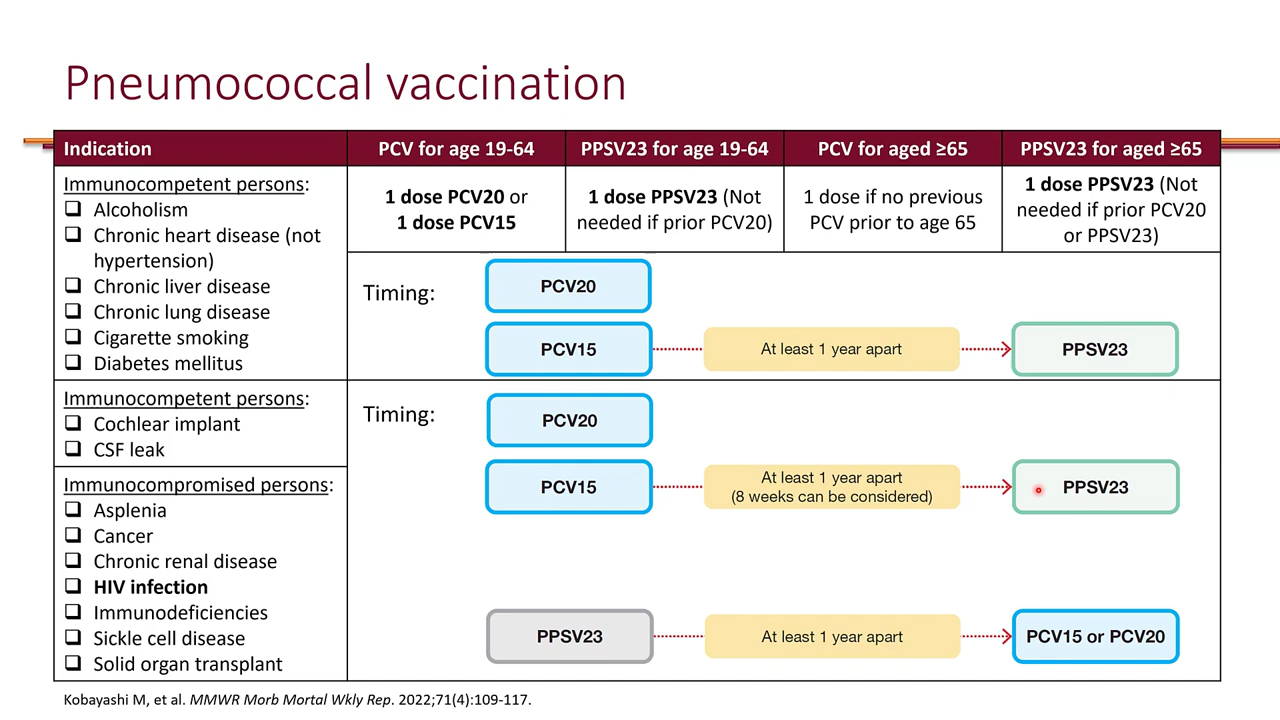 Pneumococcal vaccination
Indication
PCV for age 19-64
PPSV23 for age 19-64
PCV for aged ≥65
PPSV23 for aged ≥65
Immunocompetent persons:
Alcoholism
Chronic heart disease (not
hypertension)
Chronic liver disease
Chronic lung disease
Cigarette smoking
Diabetes mellitus
1 dose PCV20 or
1 dose PCV15
1 dose PPSV23 (Not
needed if prior PCV20)
1 dose if no previous
PCV prior to age 65
1 dose PPSV23 (Not
needed if prior PCV20
or PPSV23)
Timing:
PCV20
PCV15
At least 1 year apart
PPSV23
Immunocompetent persons:
Cochlear implant
CSF leak
Immunocompromised persons:
Asplenia
Cancer
Chronic renal disease
HIV infection
Immunodeficiencies
Sickle cell disease
Solid organ transplant
Timing:
PCV20
PCV15
At least 1 year apart
(8 weeks can be considered)
PPSV23
PPSV23
At least 1 year apart
PCV15 or PCV20
Kobayashi M, et al. MMWR Morb Mortal Wkly Rep. 2022;71(4):109-117.